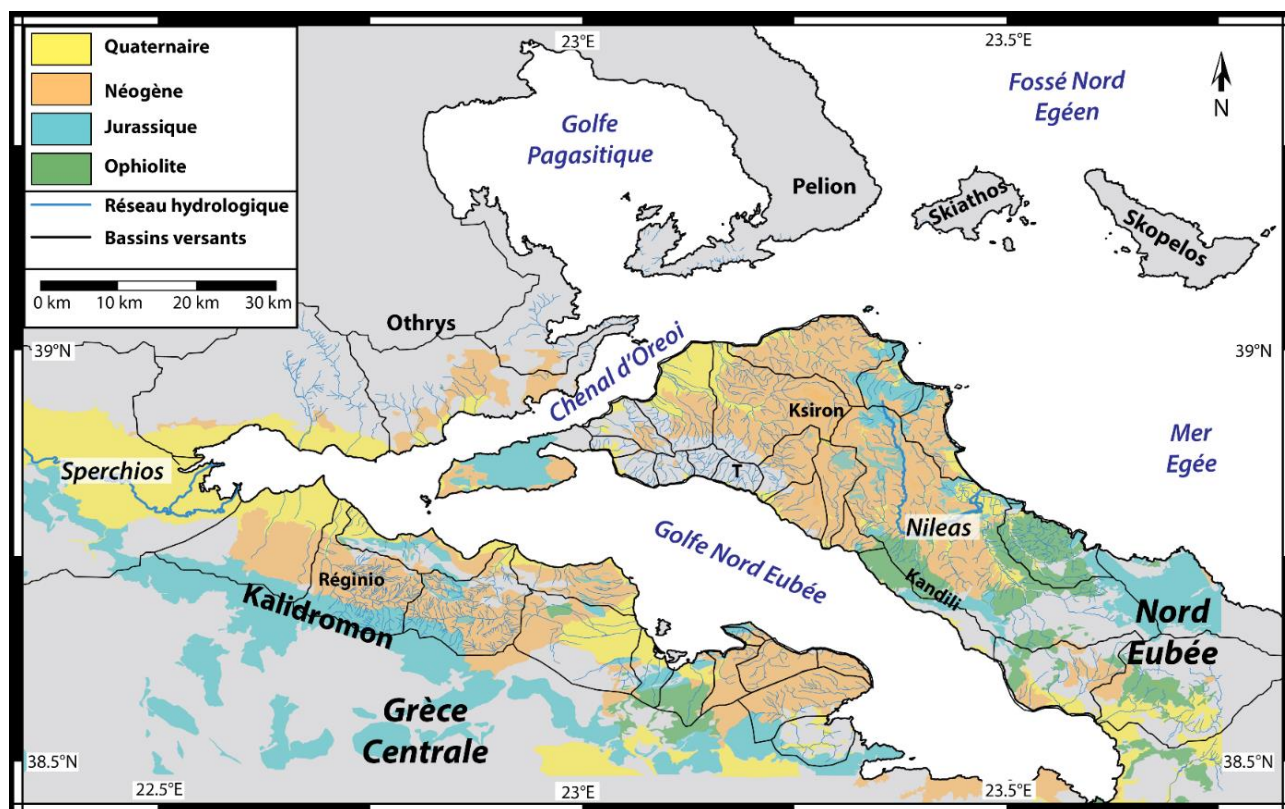 Quaternaire
Néogène
Jurassique
Ophiolite
Réseau hydrologique
Bassins versants
0 km 10 km 20 km 30 km
23°E
23.5°E
N
Fossé Nord
Egéen
Golfe
Pagasitique
Pelion
Skiathos
Skopelos
Othrys
39°N
39°N
Chenal d'Oreoi
Ksiron
Mer
Egée
Sperchios
T
Nileas
Golfe Nord Eubée
Réginio
Kandili
Kalidromon
Nord
Eubée
Grèce
Centrale
38.5°N
38.5°N
22.5°E
23°E
23.5°E